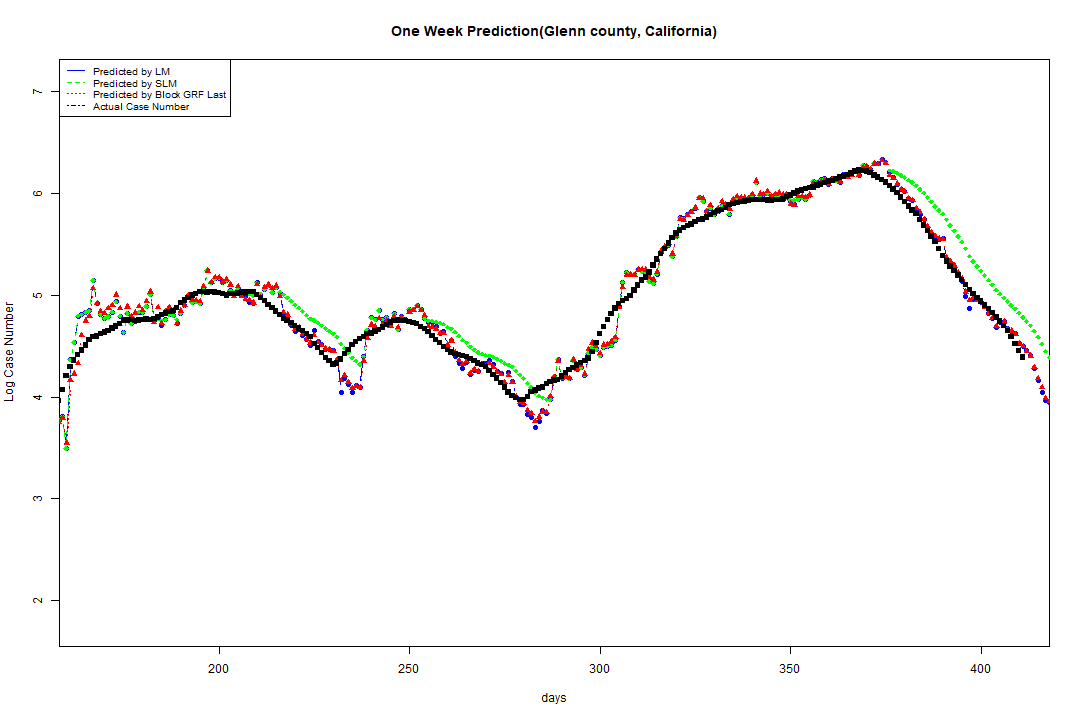 One Week Prediction(Glenn county, California)
Predicted by LM
Predicted by SLM
Predicted by Block GRF Last
Actual Case Number
7
6
5
4
3
2
Log Case Number
200
250
300
350
400
days